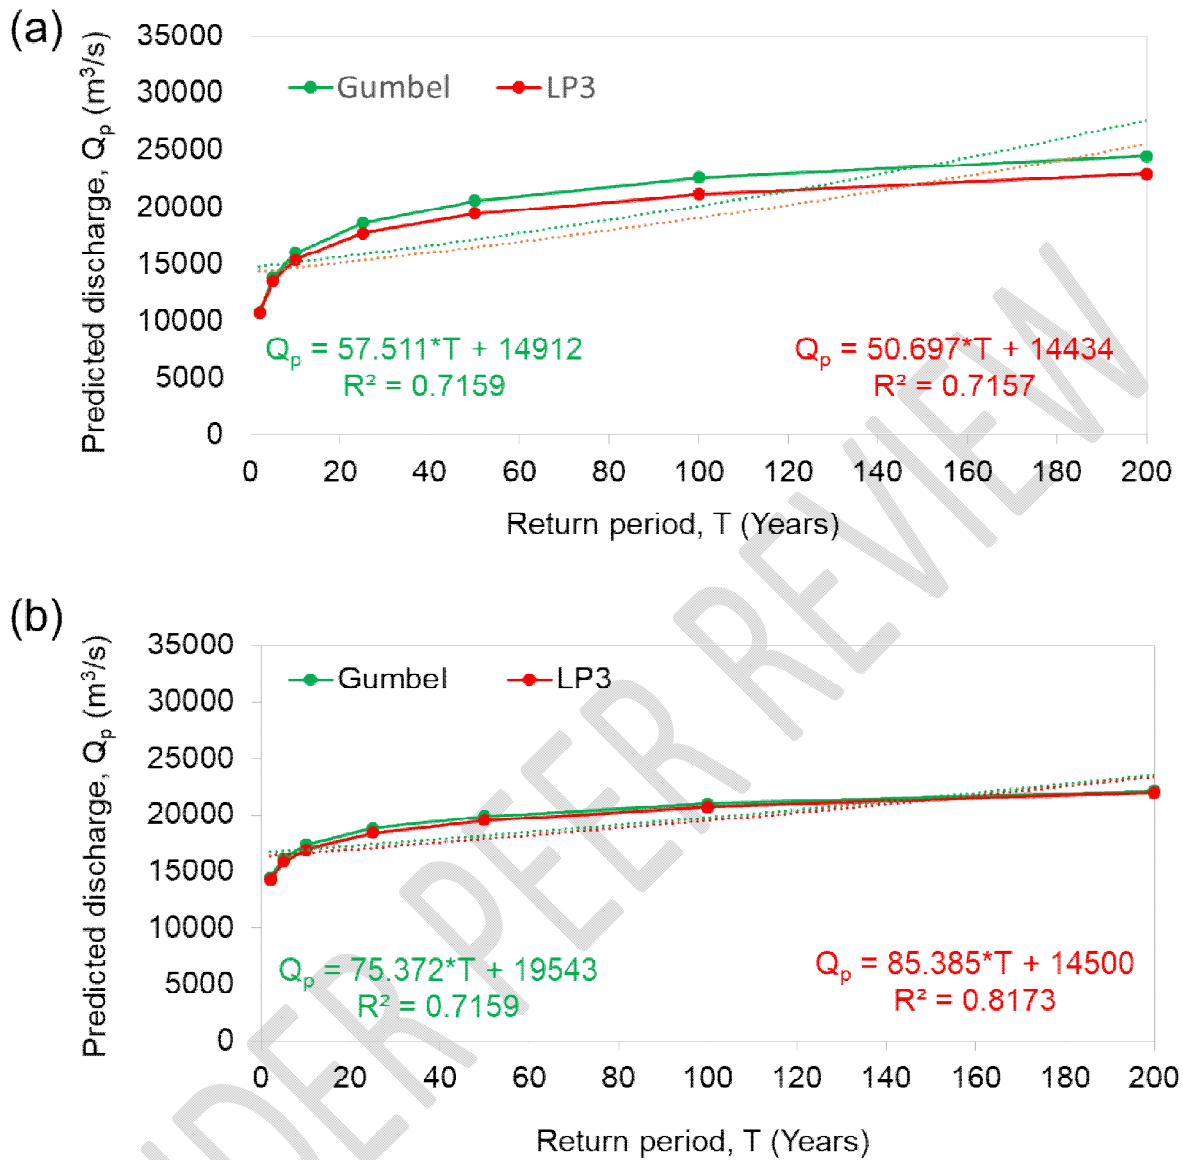 (a)
Predicted discharge, Qp (m³/s)
35000
30000
25000
20000
15000
10000
5000
0
Gumbel LP3
Qp = 57.511*T + 14912
R² = 0.7159
Qp = 50.697*T + 14434
R² = 0.7157
0 20 40 60 80 100 120 140 160 180 200
Return period, T (Years)
(b)
Predicted discharge, Qp (m³/s)
35000
30000
25000
20000
15000
10000
5000
0
Gumbel LP3
Qp = 75.372*T + 19543
R² = 0.7159
Qp = 85.385*T + 14500
R² = 0.8173
0 20 40 60 80 100 120 140 160 180 200
Return period, T (Years)
NDER PEER REVIEW